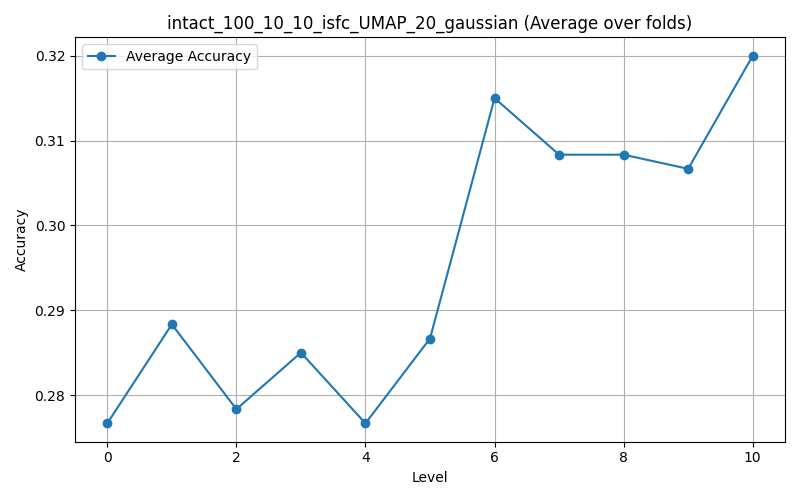 intact_100_10_10_isfc_UMAP_20_gaussian (Average over folds)
Average Accuracy
Accuracy
0.32
0.31
0.30
0.29
0.28
0 2 4 6 8 10
Level